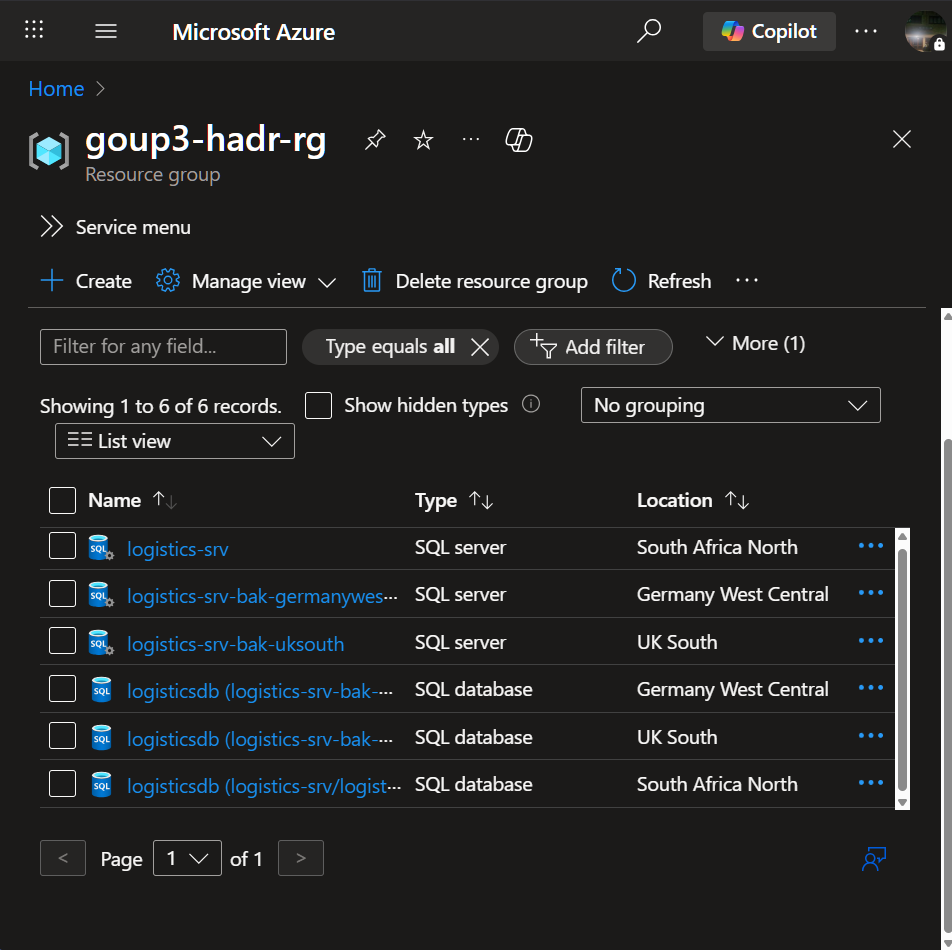 Microsoft Azure
Copilot
Home
goup3-hadr-rg
Resource group
Service menu
Create Manage view Delete resource group Refresh
Filter for any field... Type equals all Add filter More (1)
Showing 1 to 6 of 6 records. Show hidden types No grouping
List view
Name Type Location
logistics-srv SQL server South Africa North
logistics-srv-bak-germanywes... SQL server Germany West Central
logistics-srv-bak-uksouth SQL server UK South
logisticsdb (logistics-srv-bak-... SQL database Germany West Central
logisticsdb (logistics-srv-bak-... SQL database UK South
logisticsdb (logistics-srv/logist... SQL database South Africa North
< Page 1 of 1 >